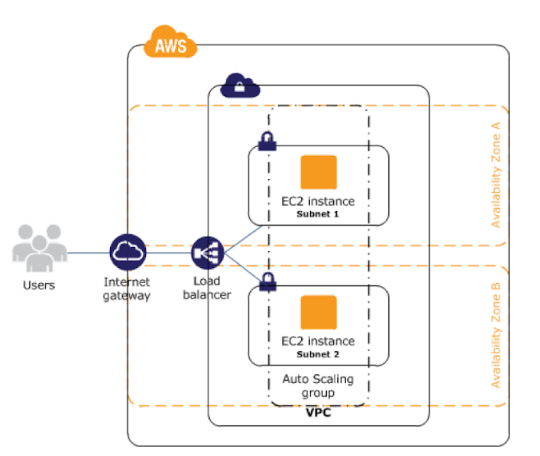 AWS
Availability Zone A
EC2 instance
Subnet 1
Users
Internet
gateway
Load
balancer
Availability Zone B
EC2 instance
Subnet 2
Auto Scaling
group
VPC